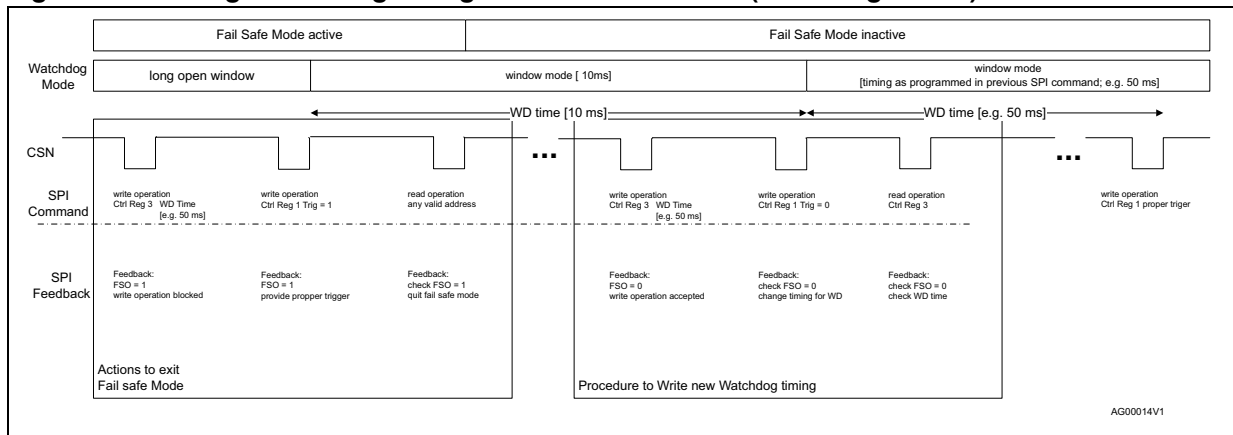 Fail Safe Mode active
Fail Safe Mode inactive
Watchdog
Mode
long open window
window mode [ 10ms]
window mode
[timing as programmed in previous SPI command; e.g. 50 ms]
WD time [10 ms]
WD time [e.g. 50 ms]
CSN
...
...
SPI
Command
write operation
Ctrl Reg 3 WD Time
[e.g. 50 ms]
write operation
Ctrl Reg 1 Trig = 1
read operation
any valid address
write operation
Ctrl Reg 3 WD Time
[e.g. 50 ms]
write operation
Ctrl Reg 1 Trig = 0
read operation
Ctrl Reg 3
write operation
Ctrl Reg 1 proper triger
SPI
Feedback
Feedback:
FSO = 1
write operation blocked
Feedback:
FSO = 1
provide propper trigger
Feedback:
check FSO = 1
quit fail safe mode
Feedback:
FSO = 0
write operation accepted
Feedback:
check FSO = 0
change timing for WD
Feedback:
check FSO = 0
check WD time
Actions to exit
Fail safe Mode
Procedure to Write new Watchdog timing
AG00014V1